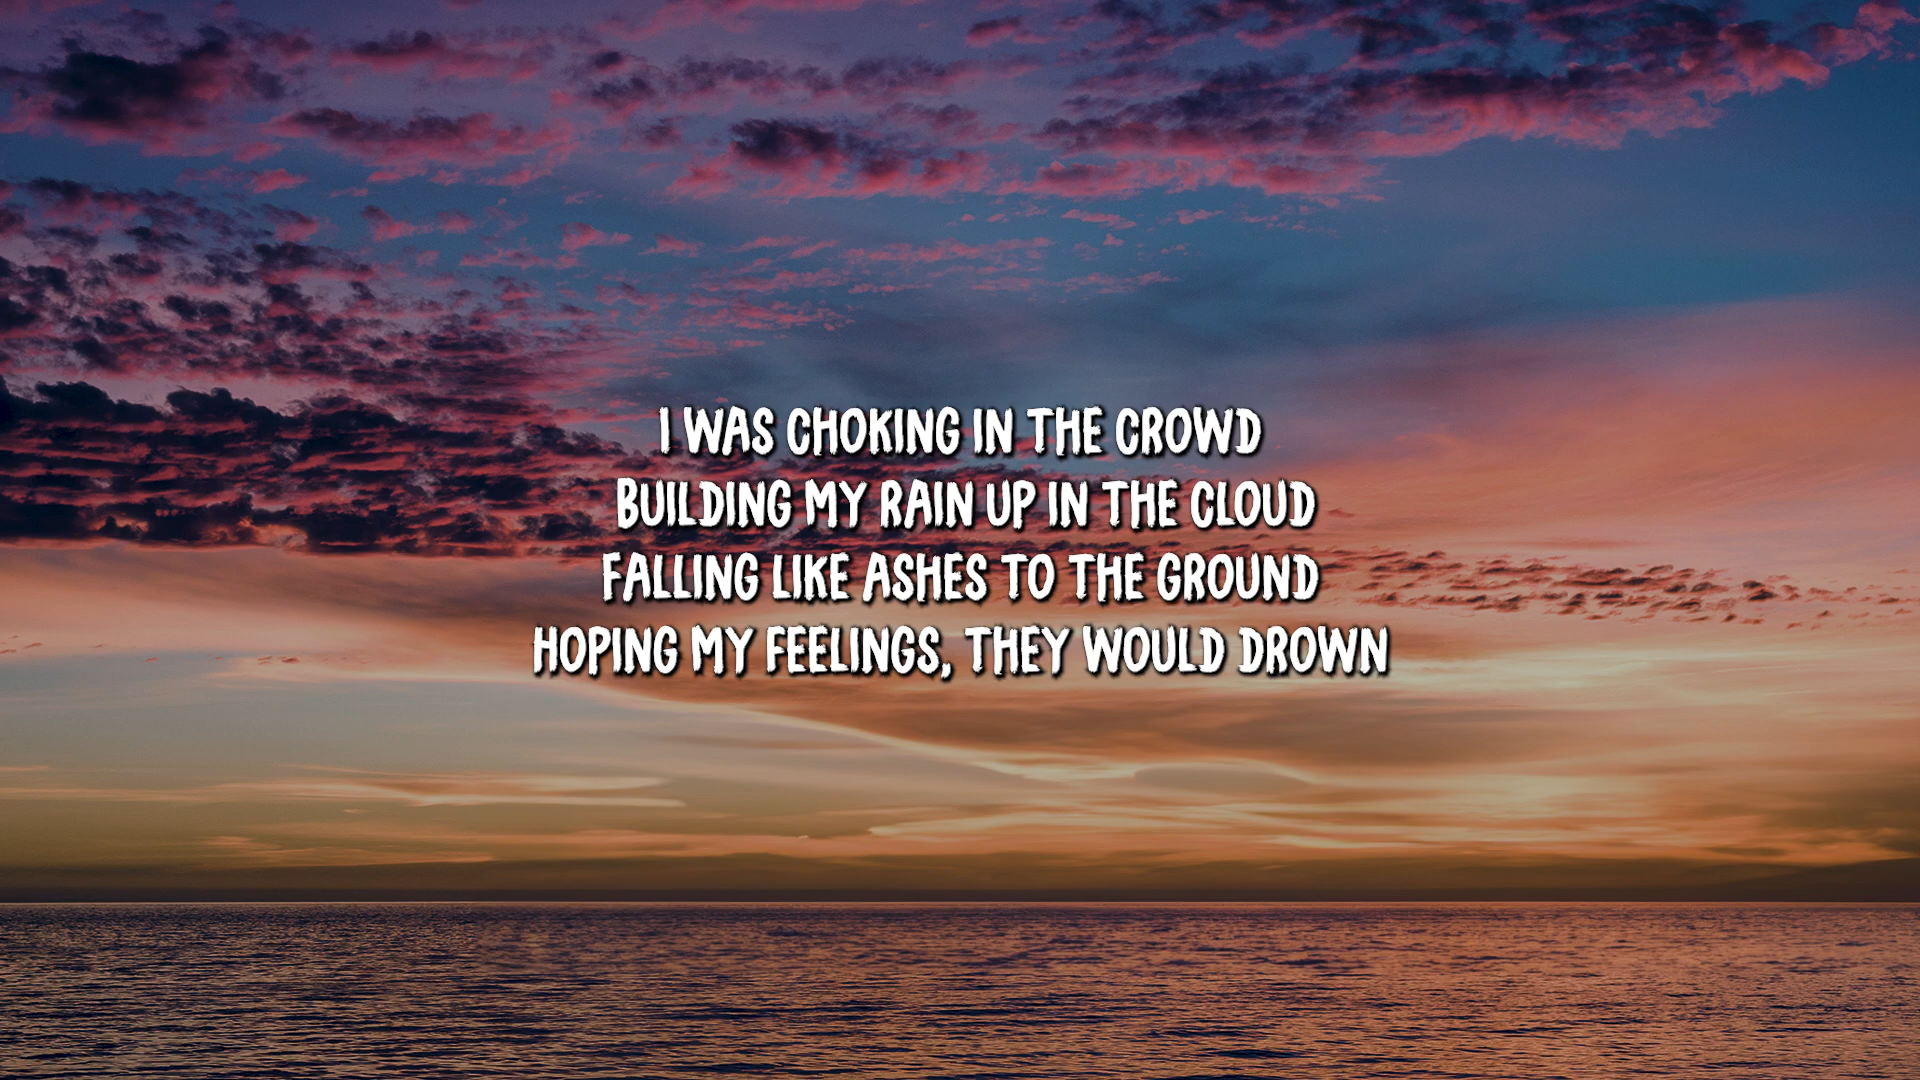 I WAS CHOKING IN THE CROWD
BUILDING MY RAIN UP IN THE CLOUD
FALLING LIKE ASHES TO THE GROUND
HOPING MY FEELINGS, THEY WOULD DROWN